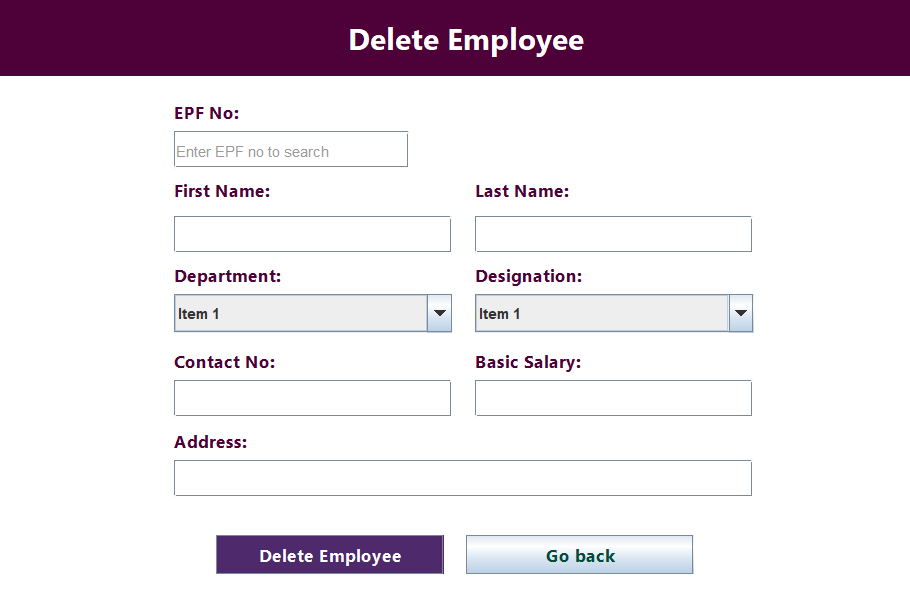 Delete Employee
EPF No:
Enter EPF no to search
First Name: Last Name:
Department: Designation:
Item 1 Item 1
Contact No: Basic Salary:
Address:
Delete Employee Go back